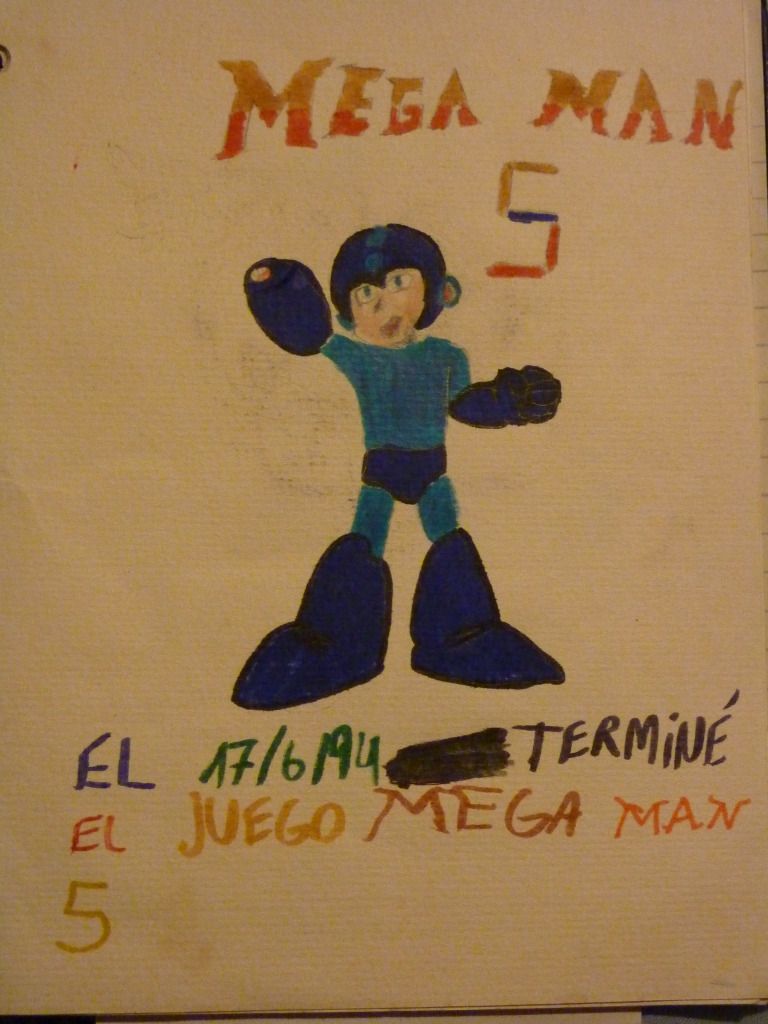 MEGA MAN
5
EL 17/6/94 TERMINÉ
EL JUEGO MEGA MAN
5